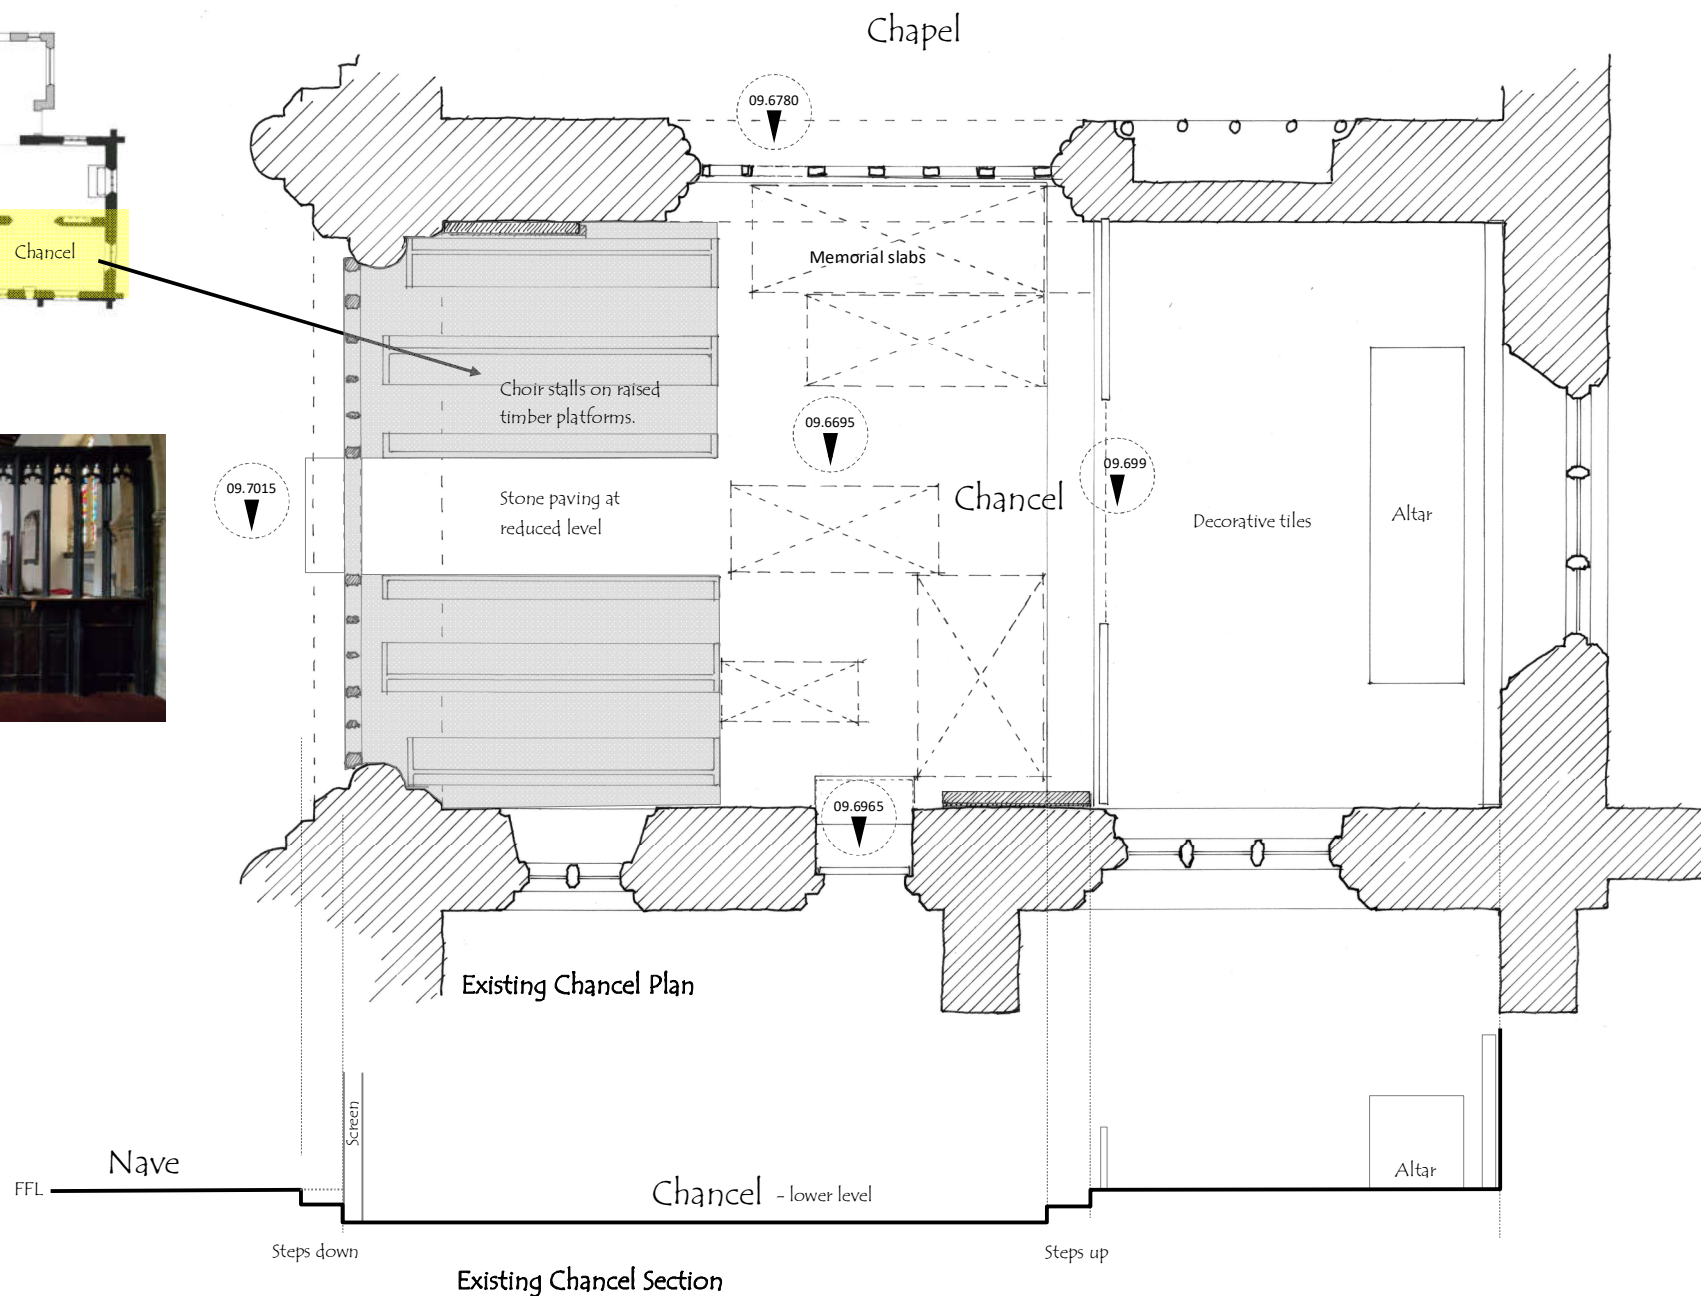 Chapel
09.6780
Chancel
Memorial slabs
Choir stalls on raised
timber platforms.
09.6695
09.699
09.7015
Stone paving at
reduced level
Chancel
Decorative tiles
Altar
09.6965
Existing Chancel Plan
Screen
Nave
FFL
Chancel - lower level
Altar
Steps down
Steps up
Existing Chancel Section